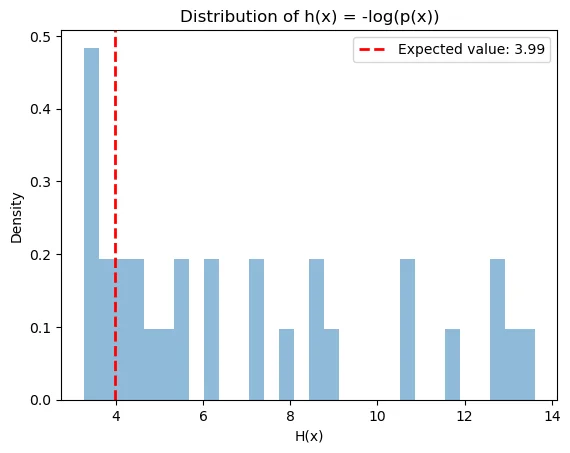 Distribution of h(x) = -log(p(x))
Expected value: 3.99
0.5
0.4
0.3
0.2
0.1
0.0
Density
4 6 8 10 12 14
H(x)